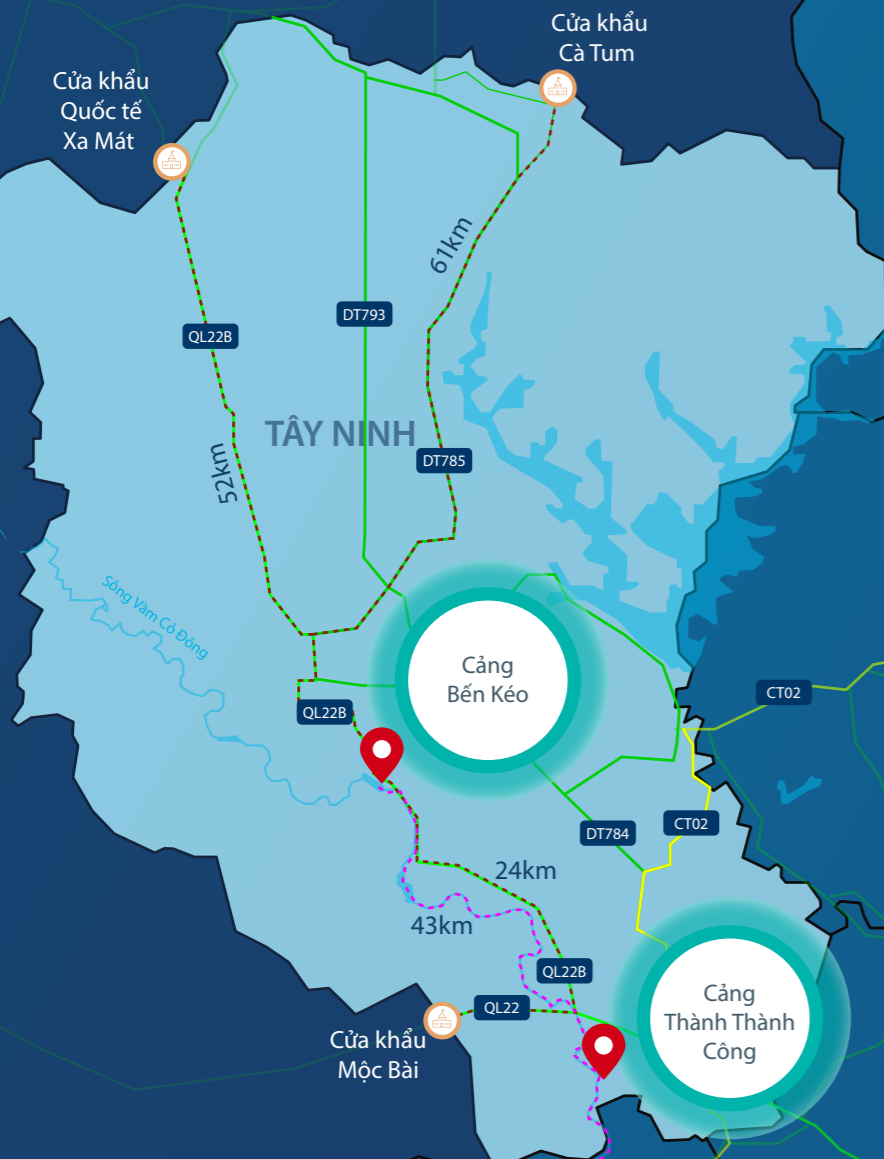 Cửa khẩu
Cà Tum
Cửa khẩu
Quốc tế
Xa Mát
61km
DT793
QL22B
TÂY NINH
DT785
52km
Sông Vàm Cỏ Đông
Cảng
Bến Kéo
CT02
QL22B
CT02
DT784
24km
43km
QL22B
Cảng
Thành Thành
Công
QL22
Cửa khẩu
Mộc Bài